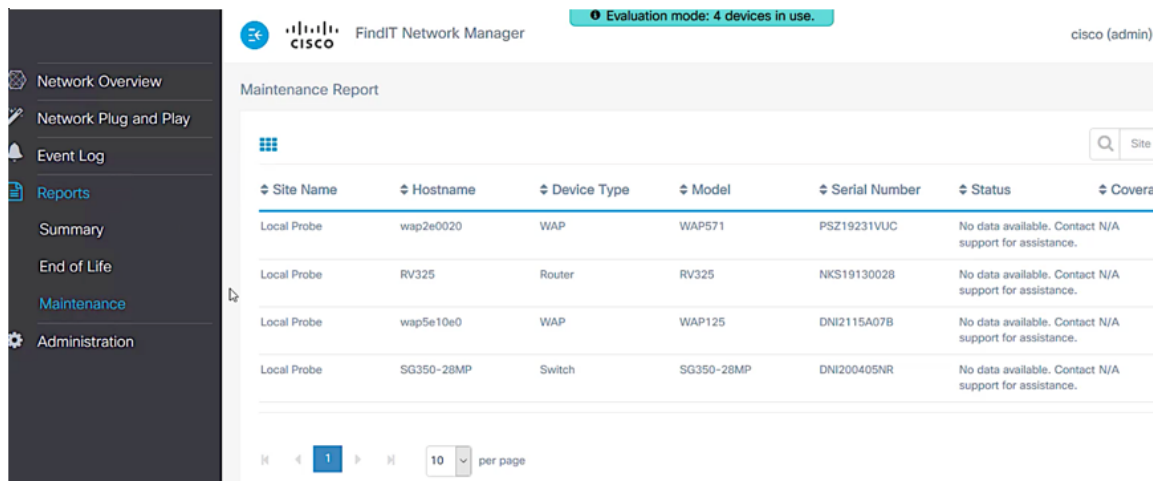 Evaluation mode: 4 devices in use.
CISCO FindIT Network Manager
cisco (admin)
Network Overview
Network Plug and Play
Event Log
Reports
Summary
End of Life
Maintenance
Administration
Maintenance Report
Site
Site Name Hostname Device Type Model Serial Number Status Covera
Local Probe wap2e0020 WAP WAP571 PSZ19231VUC No data available. Contact N/A
support for assistance.
Local Probe RV325 Router RV325 NKS19130028 No data available. Contact N/A
support for assistance.
Local Probe wap5e10e0 WAP WAP125 DNI2115A07B No data available. Contact N/A
support for assistance.
Local Probe SG350-28MP Switch SG350-28MP DNI200405NR No data available. Contact N/A
support for assistance.
1 10 per page